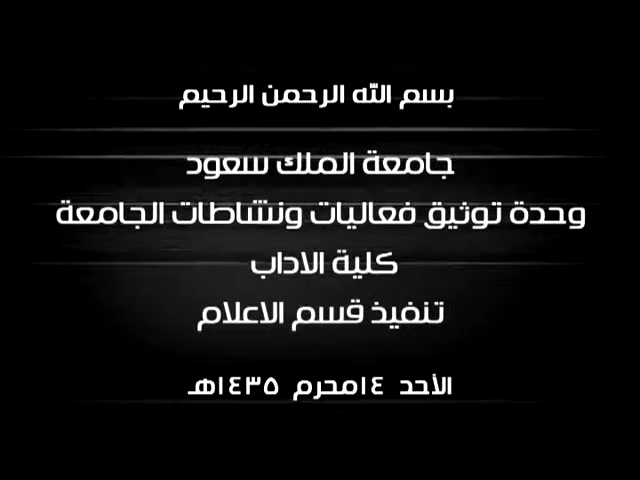 بسم الله الرحمن الرحيم
جامعة الملك سعود
وحدة توثيق فعاليات ونشاطات الجامعة
كلية الاداب
تنفيذ قسم الاعلام
الأحد ١٤محرم ١٤٣٥هـ